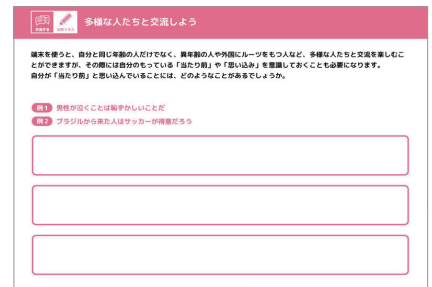 多様な人たちと交流しよう
端末を使うと、自分と同じ年齢の人だけでなく、異年齢の人や外国にルーツをもつ人など、多様な人たちと交流を楽しむこ
とができますが、その際には自分のもっている「当たり前」や「思い込み」を意識しておくことも必要になります。
自分が「当たり前」と思い込んでいることには、どのようなことがあるでしょうか。
例1 男性が泣くことは恥ずかしいことだ
例2 ブラジルから来た人はサッカーが得意だろう